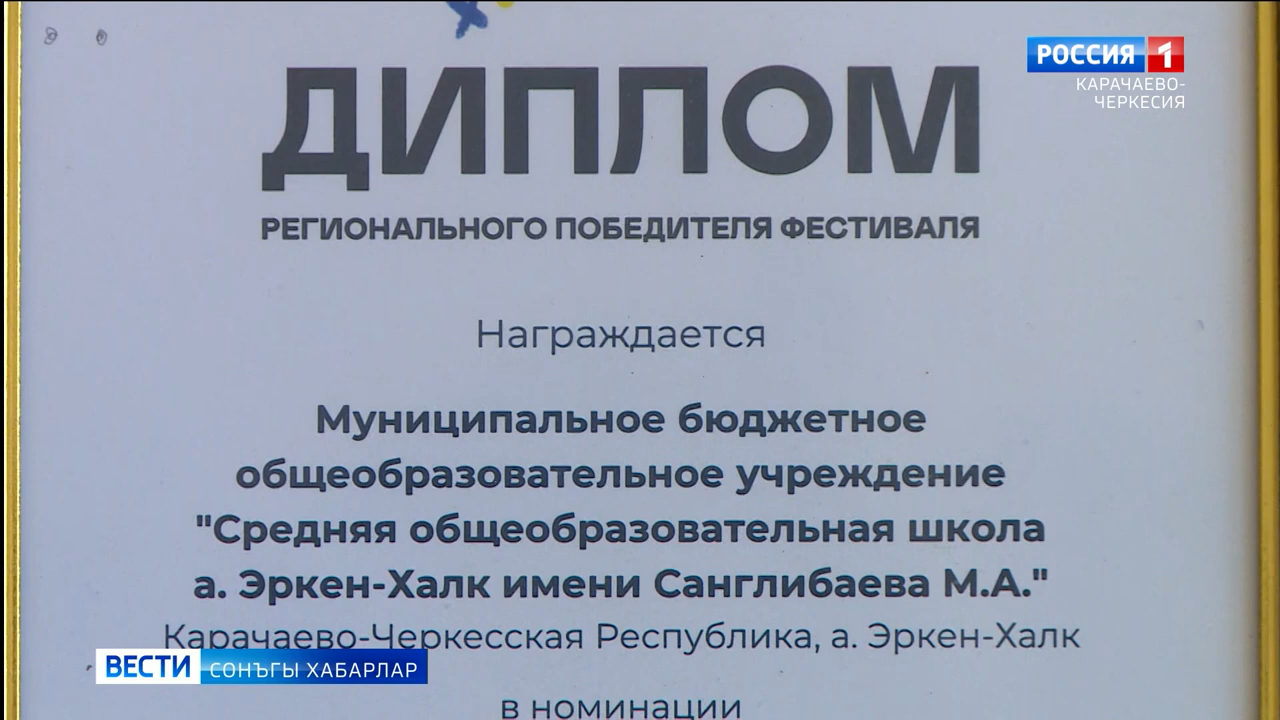 РОССИЯ 1
КАРАЧАЕВО-
ЧЕРКЕСИЯ
ДИПЛОМ
РЕГИОНАЛЬНОГО ПОБЕДИТЕЛЯ ФЕСТИВАЛЯ
Награждается
Муниципальное бюджетное
общеобразовательное учреждение
"Средняя общеобразовательная школа
а. Эркен-Халк имени Санглибаева М.А."
Карачаево-Черкесская Республика, а. Эркен-Халк
ВЕСТИ СОНЪГЫ ХАБАРЛАР
в номинации